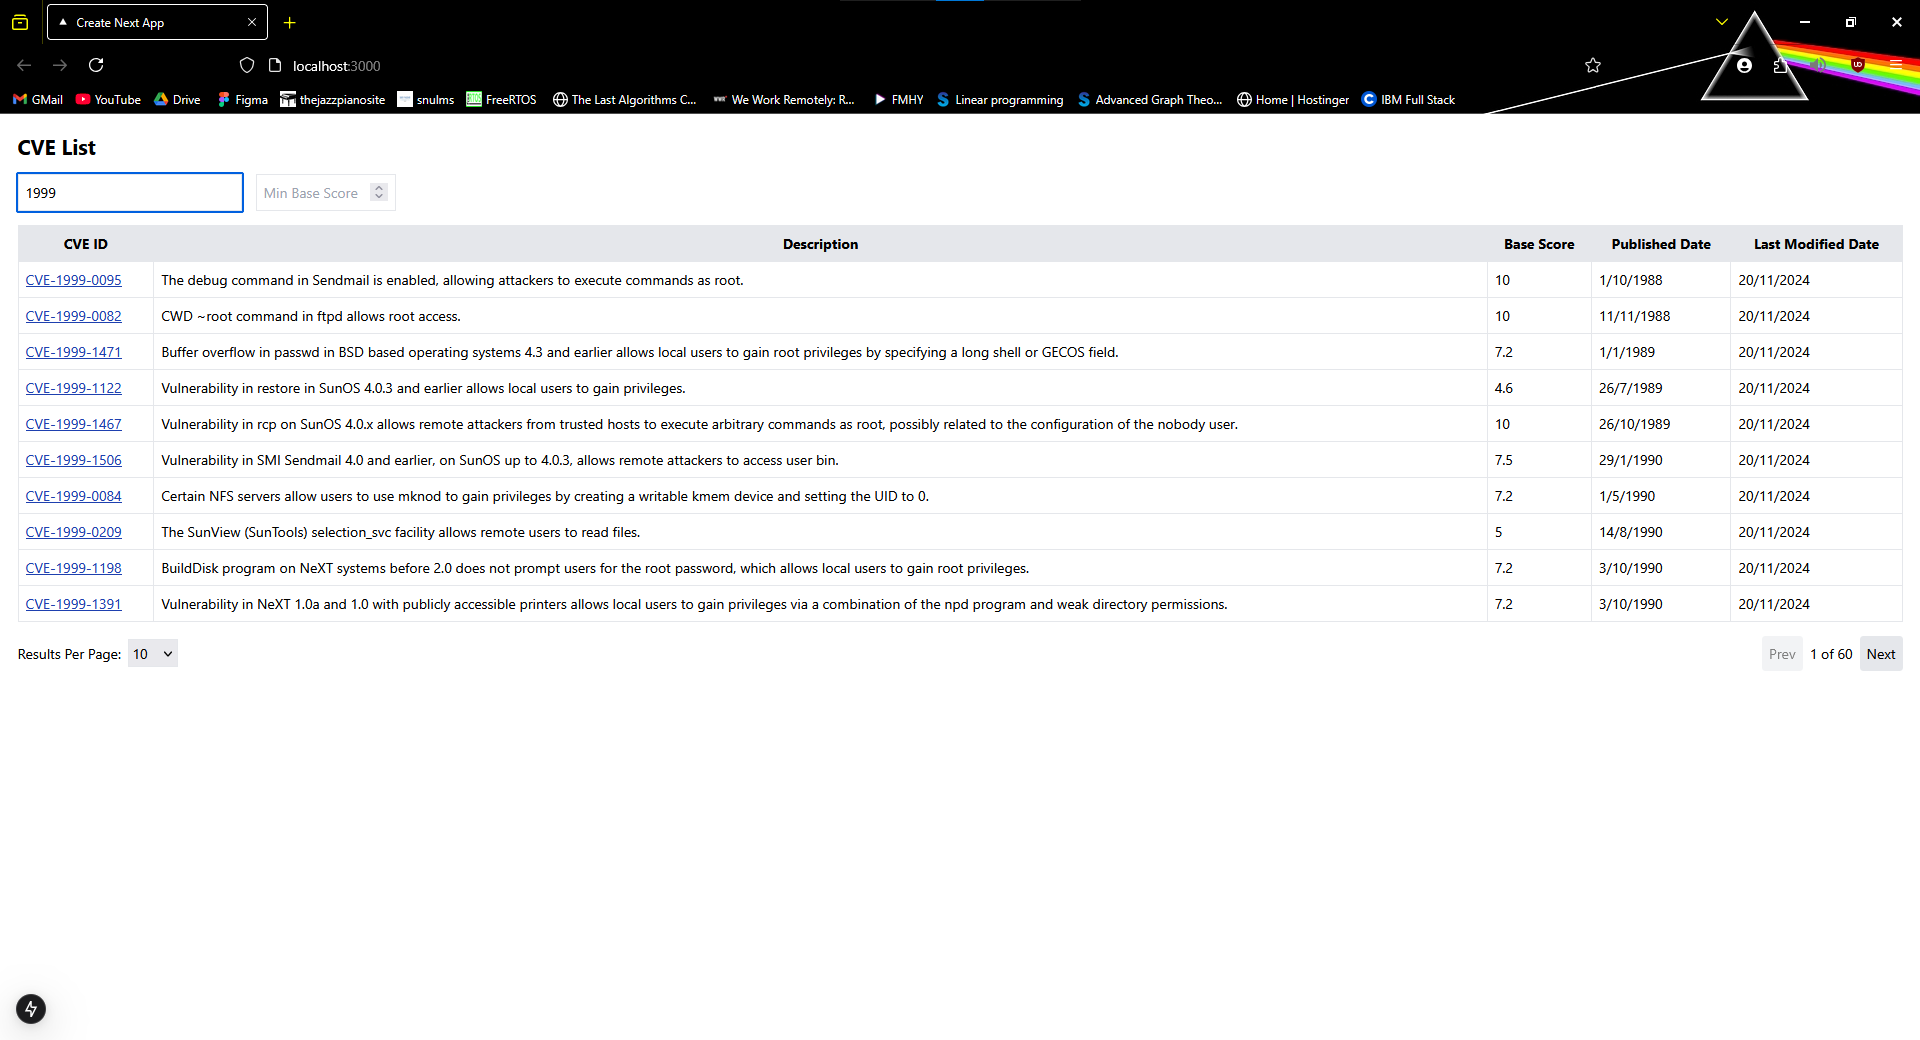 Create Next App
localhost:3000
GMail YouTube Drive Figma thejazzpianosite snulms FreeRTOS The Last Algorithms C... We Work Remotely: R... FMHY Linear programming Advanced Graph Theo... Home | Hostinger IBM Full Stack
CVE List
1999 Min Base Score
CVE ID Description Base Score Published Date Last Modified Date
CVE-1999-0095 The debug command in Sendmail is enabled, allowing attackers to execute commands as root. 10 1/10/1988 20/11/2024
CVE-1999-0082 CWD ~root command in ftpd allows root access. 10 11/11/1988 20/11/2024
CVE-1999-1471 Buffer overflow in passwd in BSD based operating systems 4.3 and earlier allows local users to gain root privileges by specifying a long shell or GECOS field. 7.2 1/1/1989 20/11/2024
CVE-1999-1122 Vulnerability in restore in SunOS 4.0.3 and earlier allows local users to gain privileges. 4.6 26/7/1989 20/11/2024
CVE-1999-1467 Vulnerability in rcp on SunOS 4.0.x allows remote attackers from trusted hosts to execute arbitrary commands as root, possibly related to the configuration of the nobody user. 10 26/10/1989 20/11/2024
CVE-1999-1506 Vulnerability in SMI Sendmail 4.0 and earlier, on SunOS up to 4.0.3, allows remote attackers to access user bin. 7.5 29/1/1990 20/11/2024
CVE-1999-0084 Certain NFS servers allow users to use mknod to gain privileges by creating a writable kmem device and setting the UID to 0. 7.2 1/5/1990 20/11/2024
CVE-1999-0209 The SunView (SunTools) selection_svc facility allows remote users to read files. 5 14/8/1990 20/11/2024
CVE-1999-1198 BuildDisk program on NeXT systems before 2.0 does not prompt users for the root password, which allows local users to gain root privileges. 7.2 3/10/1990 20/11/2024
CVE-1999-1391 Vulnerability in NeXT 1.0a and 1.0 with publicly accessible printers allows local users to gain privileges via a combination of the npd program and weak directory permissions. 7.2 3/10/1990 20/11/2024
Results Per Page: 10 Prev 1 of 60 Next